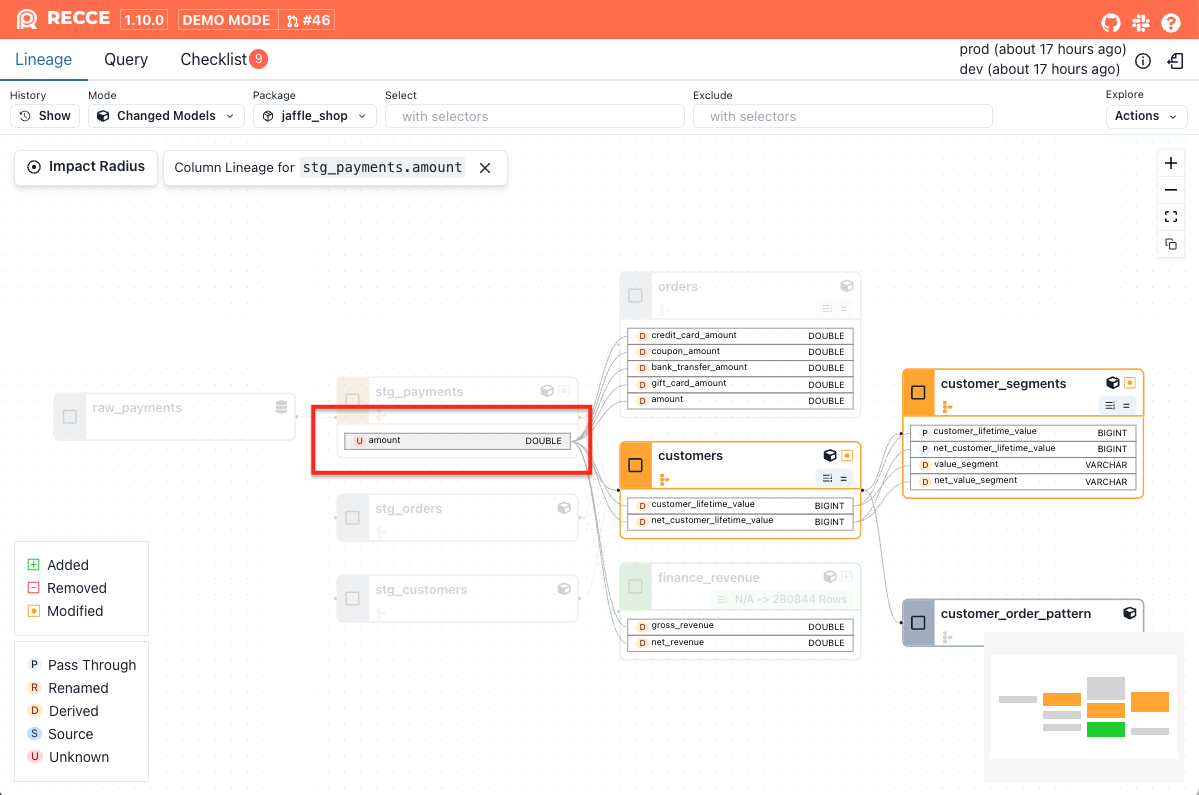 RECCE 1.10.0 DEMO MODE #46
Lineage Query Checklist 9
prod (about 17 hours ago)
dev (about 17 hours ago)
History Mode Package Select Exclude Explore
Show Changed Models jaffle_shop with selectors with selectors Actions
Impact Radius Column Lineage for stg_payments.amount
orders
credit_card_amount DOUBLE
coupon_amount DOUBLE
bank_transfer_amount DOUBLE
gift_card_amount DOUBLE
amount DOUBLE
D
D
D
D
D
raw_payments
stg_payments
U amount DOUBLE
stg_orders
stg_customers
customers
D customer_lifetime_value BIGINT
D net_customer_lifetime_value BIGINT
finance_revenue
N/A -> 280844 Rows
D gross_revenue DOUBLE
D net_revenue DOUBLE
customer_segments
P customer_lifetime_value BIGINT
P net_customer_lifetime_value BIGINT
D value_segment VARCHAR
D net_value_segment VARCHAR
customer_order_pattern
Added
Removed
Modified
P Pass Through
R Renamed
D Derived
S Source
U Unknown